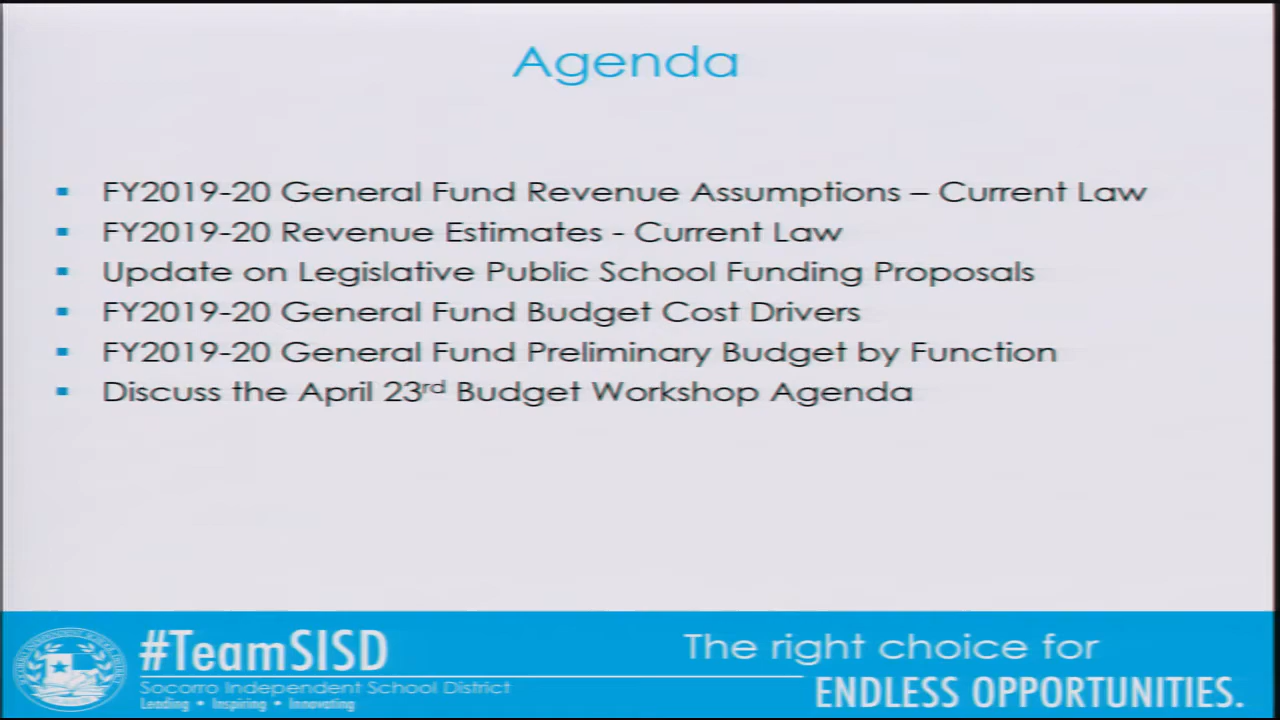 Agenda
▪ FY2019-20 General Fund Revenue Assumptions – Current Law
▪ FY2019-20 Revenue Estimates - Current Law
▪ Update on Legislative Public School Funding Proposals
▪ FY2019-20 General Fund Budget Cost Drivers
▪ FY2019-20 General Fund Preliminary Budget by Function
▪ Discuss the April 23rd Budget Workshop Agenda
#TeamSISD
Socorro Independent School District
Leading • Inspiring • Innovating
The right choice for
ENDLESS OPPORTUNITIES.